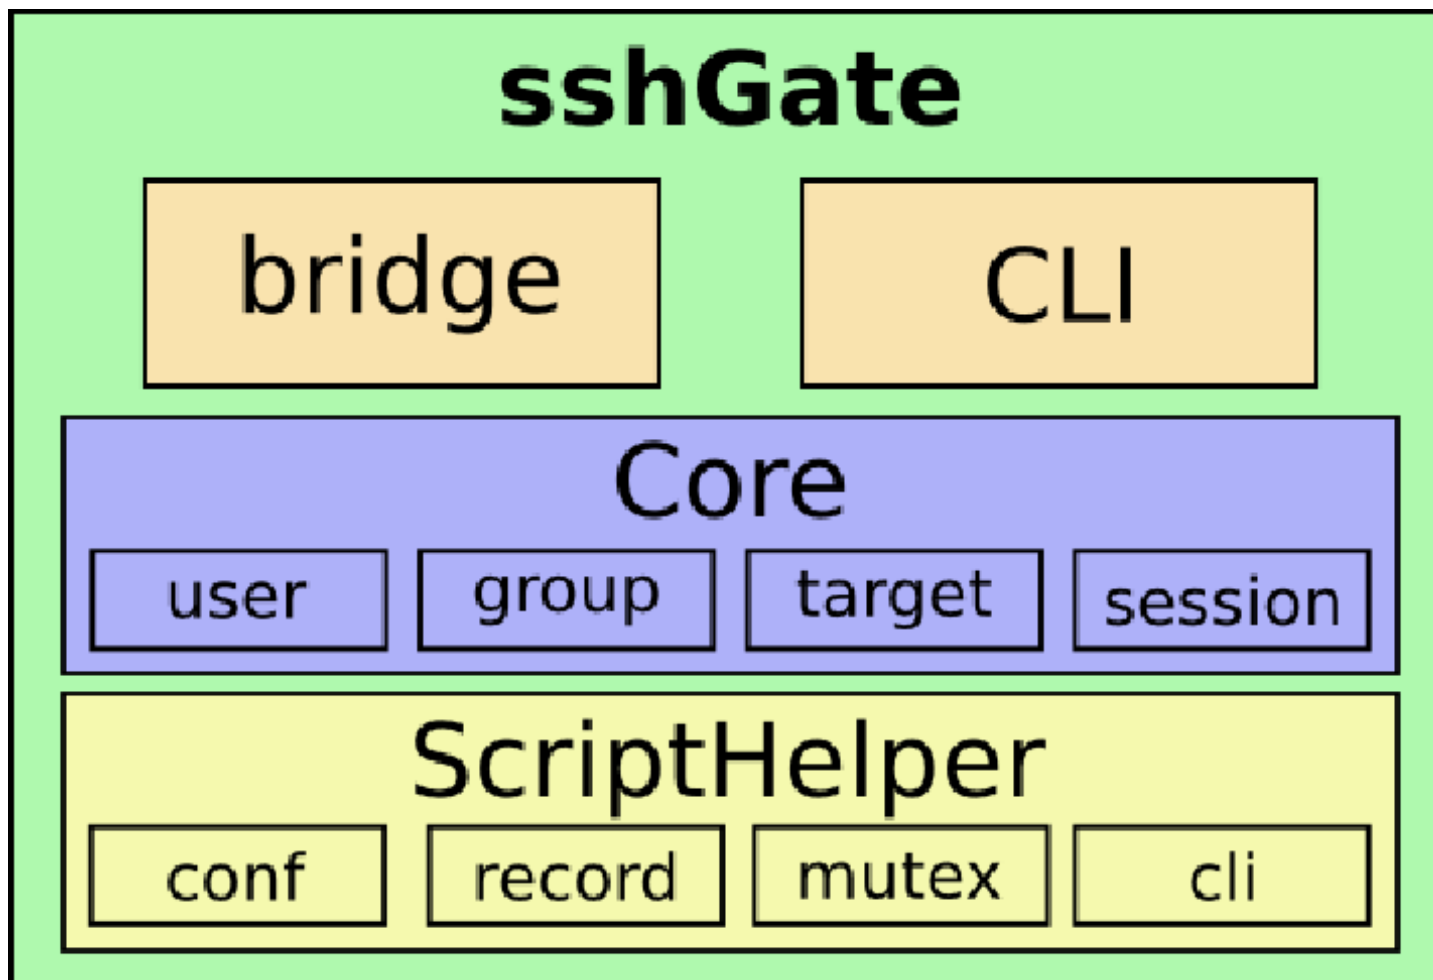 sshGate
bridge
CLI
Core
user
group
target
session
ScriptHelper
conf
record
mutex
cli